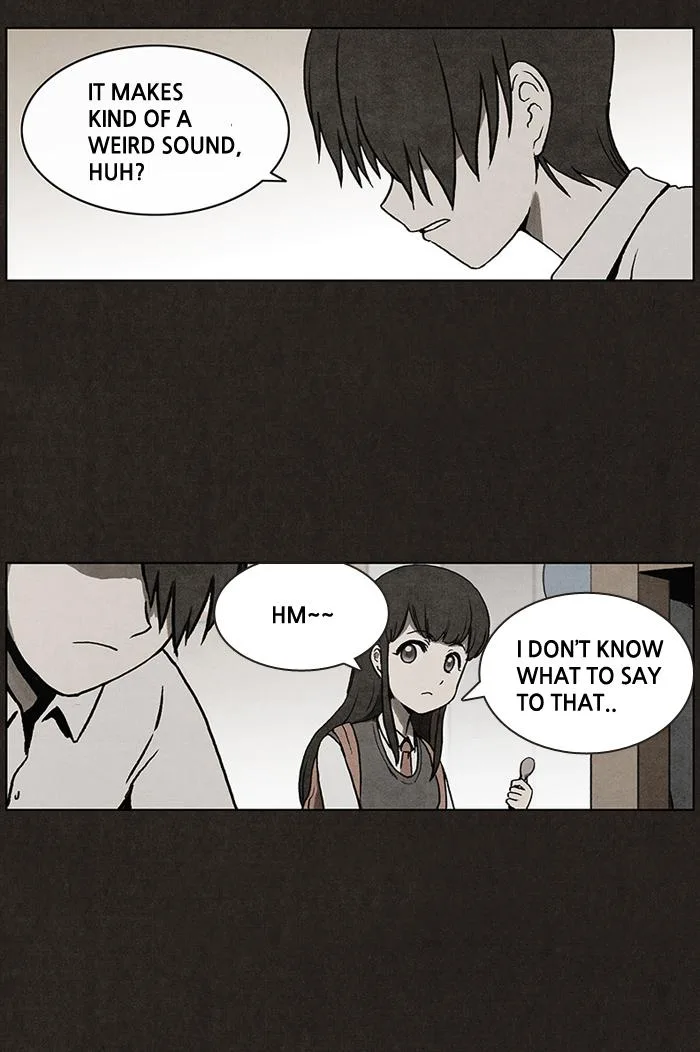 IT MAKES
KIND OF A
WEIRD SOUND,
HUH?
HM~~
I DON'T KNOW
WHAT TO SAY
TO THAT..